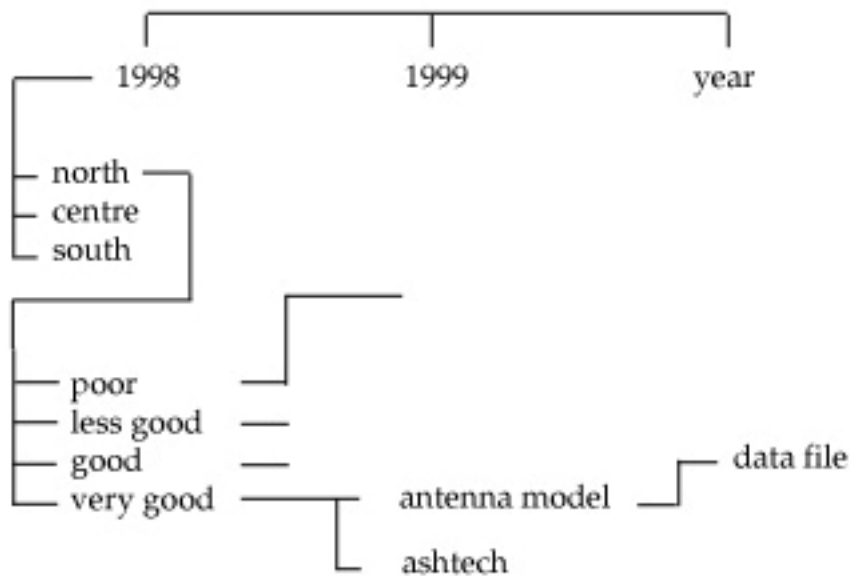 1998 1999 year
north
centre
south
poor
less good
good
data file
very good antenna model
ashtech